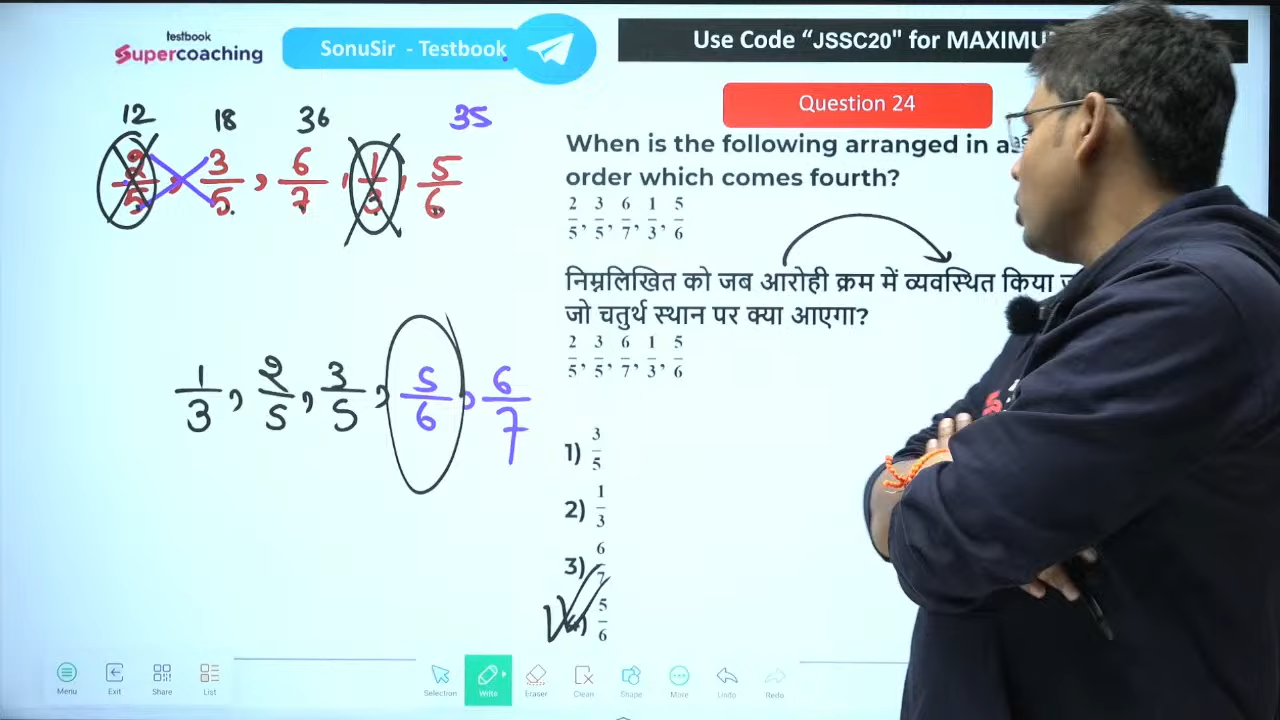 testbook
Supercoaching
SonuSir - Testbook
Use Code “JSSC20" for
Question 24
12 18 36 35
2/5, 3/5, 6/7, 1/3, 5/6
When is the following arranged in
order which comes fourth?
2/5, 3/5, 6/7, 1/3, 5/6
निम्नलिखित को जब आरोही क्रम में व्यवस्थित किया
जो चतुर्थ स्थान पर क्या आएगा?
2/5, 3/5, 6/7, 1/3, 5/6
1/3, 2/5, 3/5, 5/6, 6/7
1) 3/5
2) 1/3
3) 6/7
5/6
Menu Exit Share List Selection Write Eraser Clean Shape More Undo Redo